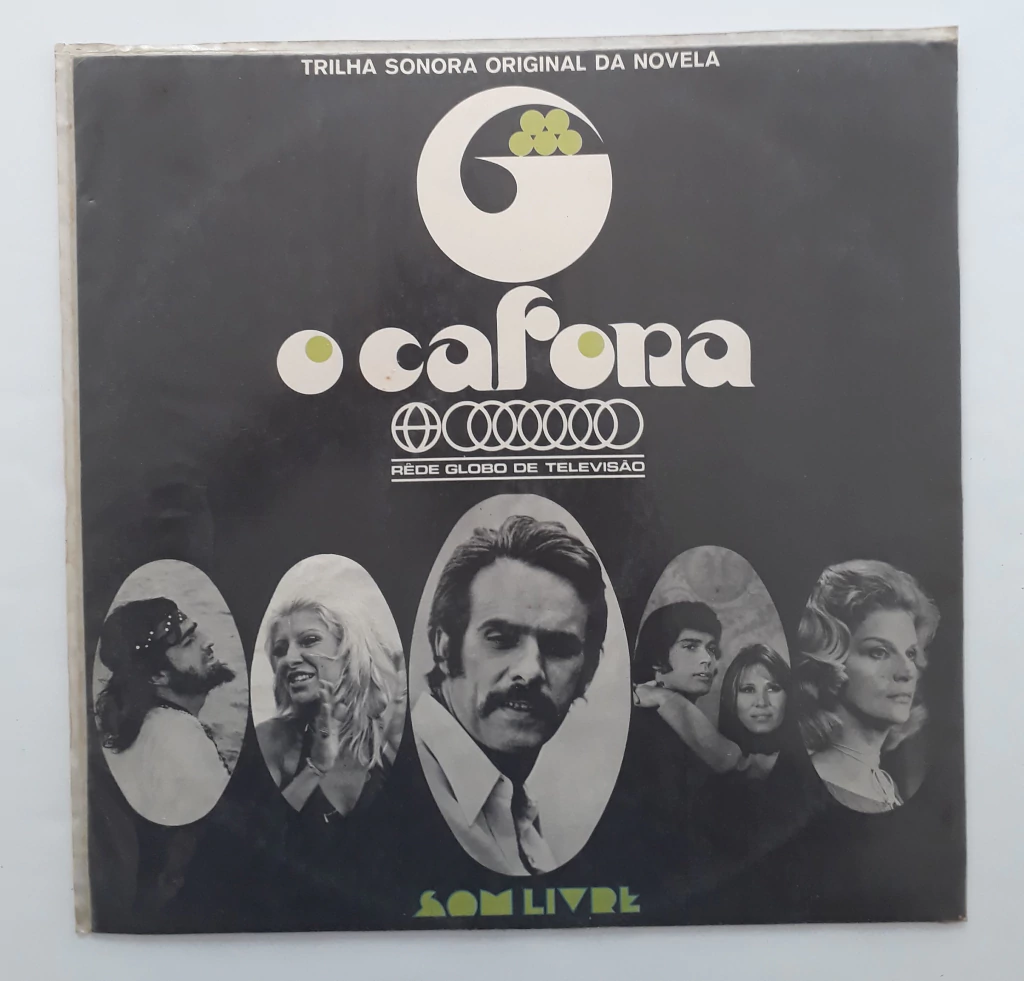 TRILHA SONORA ORIGINAL DA NOVELA
o cafona
RÊDE GLOBO DE TELEVISÃO
SOM LIVRE